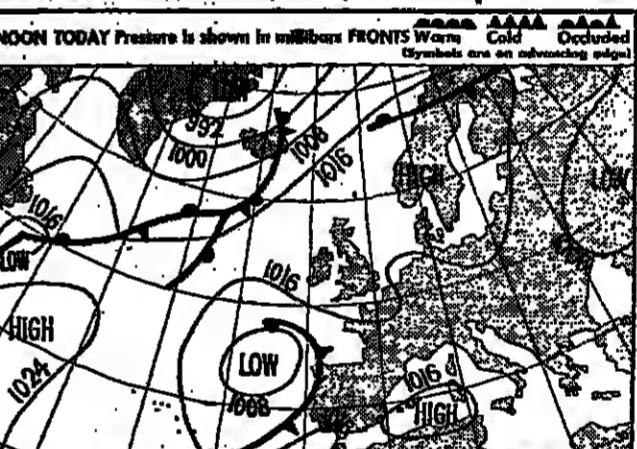 NOON TODAY Pressure is shown in millibars FRONTS Warm Cold Occluded
(Symbols are on advancing edge)
LOW
992
1008
1000
1016
HIGH
LOW
1016
LOW
1016
HIGH
LOW
1016
1024
1008
HIGH